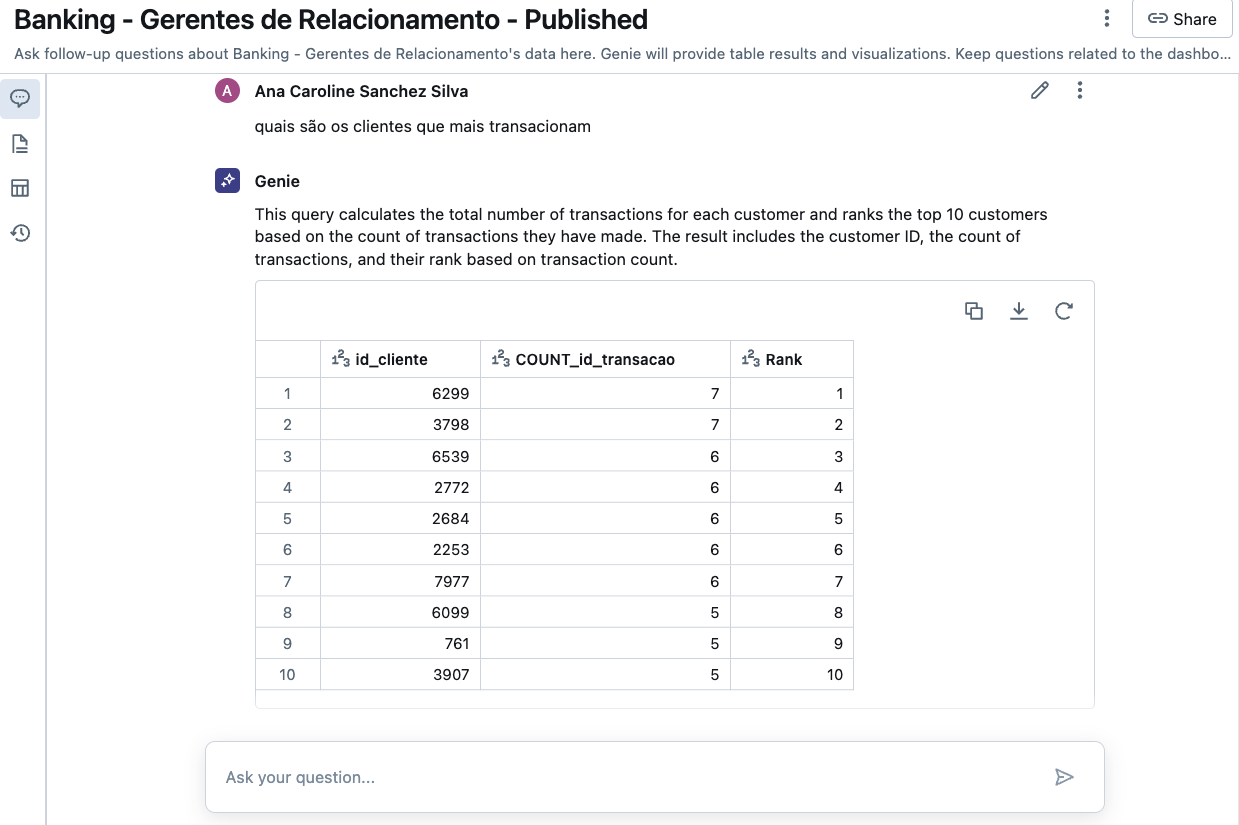 Banking - Gerentes de Relacionamento - Published
Share
Ask follow-up questions about Banking - Gerentes de Relacionamento's data here. Genie will provide table results and visualizations. Keep questions related to the dashbo...
A
Ana Caroline Sanchez Silva
quais são os clientes que mais transacionam
Genie
This query calculates the total number of transactions for each customer and ranks the top 10 customers
based on the count of transactions they have made. The result includes the customer ID, the count of
transactions, and their rank based on transaction count.
123 id_cliente 123 COUNT_id_transacao 123 Rank
1 6299 7 1
2 3798 7 2
3 6539 6 3
4 2772 6 4
5 2684 6 5
6 2253 6 6
7 7977 6 7
8 6099 5 8
9 761 5 9
10 3907 5 10
Ask your question...